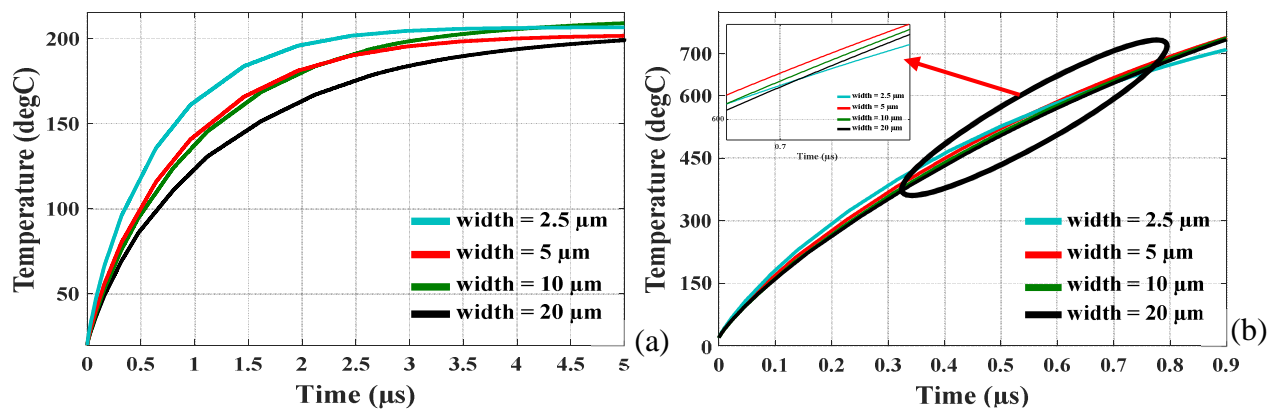 Temperature (degC)
200
150
100
50
0
0.5
1
1.5
2
2.5
3
3.5
4
4.5
5
Time (µs)
width = 2.5 µm
width = 5 µm
width = 10 µm
width = 20 µm
(a)
Temperature (degC)
700
600
450
300
150
0
0
0.1
0.2
0.3
0.4
0.5
0.6
0.7
0.8
0.9
Time (µs)
600
0.7
Time (µs)
width = 2.5 µm
width = 5 µm
width = 10 µm
width = 20 µm
width = 2.5 µm
width = 5 µm
width = 10 µm
width = 20 µm
(b)